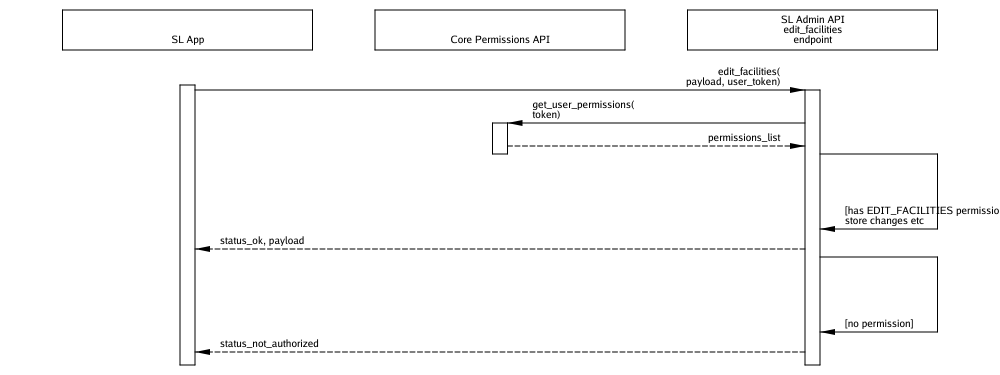 SL App
Core Permissions API
SL Admin API
edit_facilities
endpoint
edit_facilities(
payload, user_token)
get_user_permissions(
token)
permissions_list
[has EDIT_FACILITIES permissio
store changes etc
status_ok, payload
[no permission]
status_not_authorized